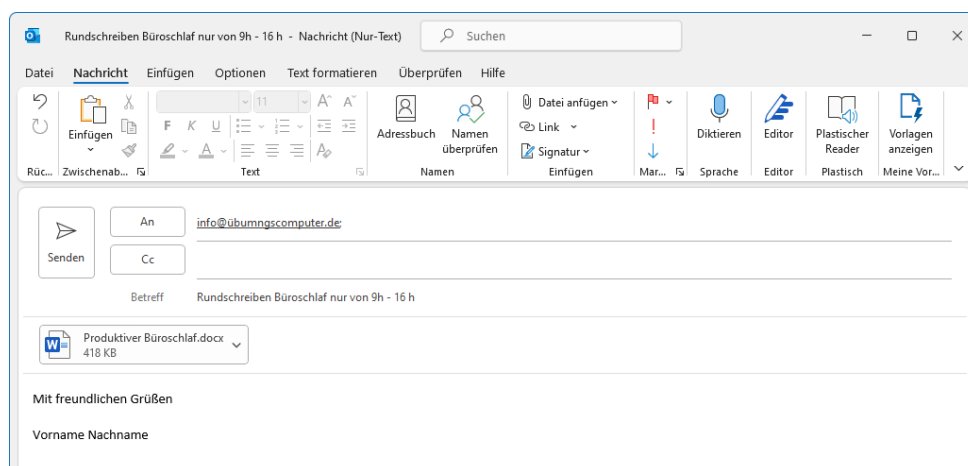 Rundschreiben Büroschlaf nur von 9h - 16 h - Nachricht (Nur-Text)
Suchen
Datei Nachricht Einfügen Optionen Text formatieren Überprüfen Hilfe
Einfügen
11
F K U
A
Adressbuch
Namen
überprüfen
Datei anfügen
Link
Signatur
Diktieren
Editor
Plastischer
Reader
Vorlagen
anzeigen
Rüc... Zwischenab... Text Namen Einfügen Mar... Sprache Editor Plastisch Meine Vor...
Senden
An
info@übumngscomputer.de;
Cc
Betreff
Rundschreiben Büroschlaf nur von 9h - 16 h
Produktiver Büroschlaf.docx
418 KB
Mit freundlichen Grüßen
Vorname Nachname